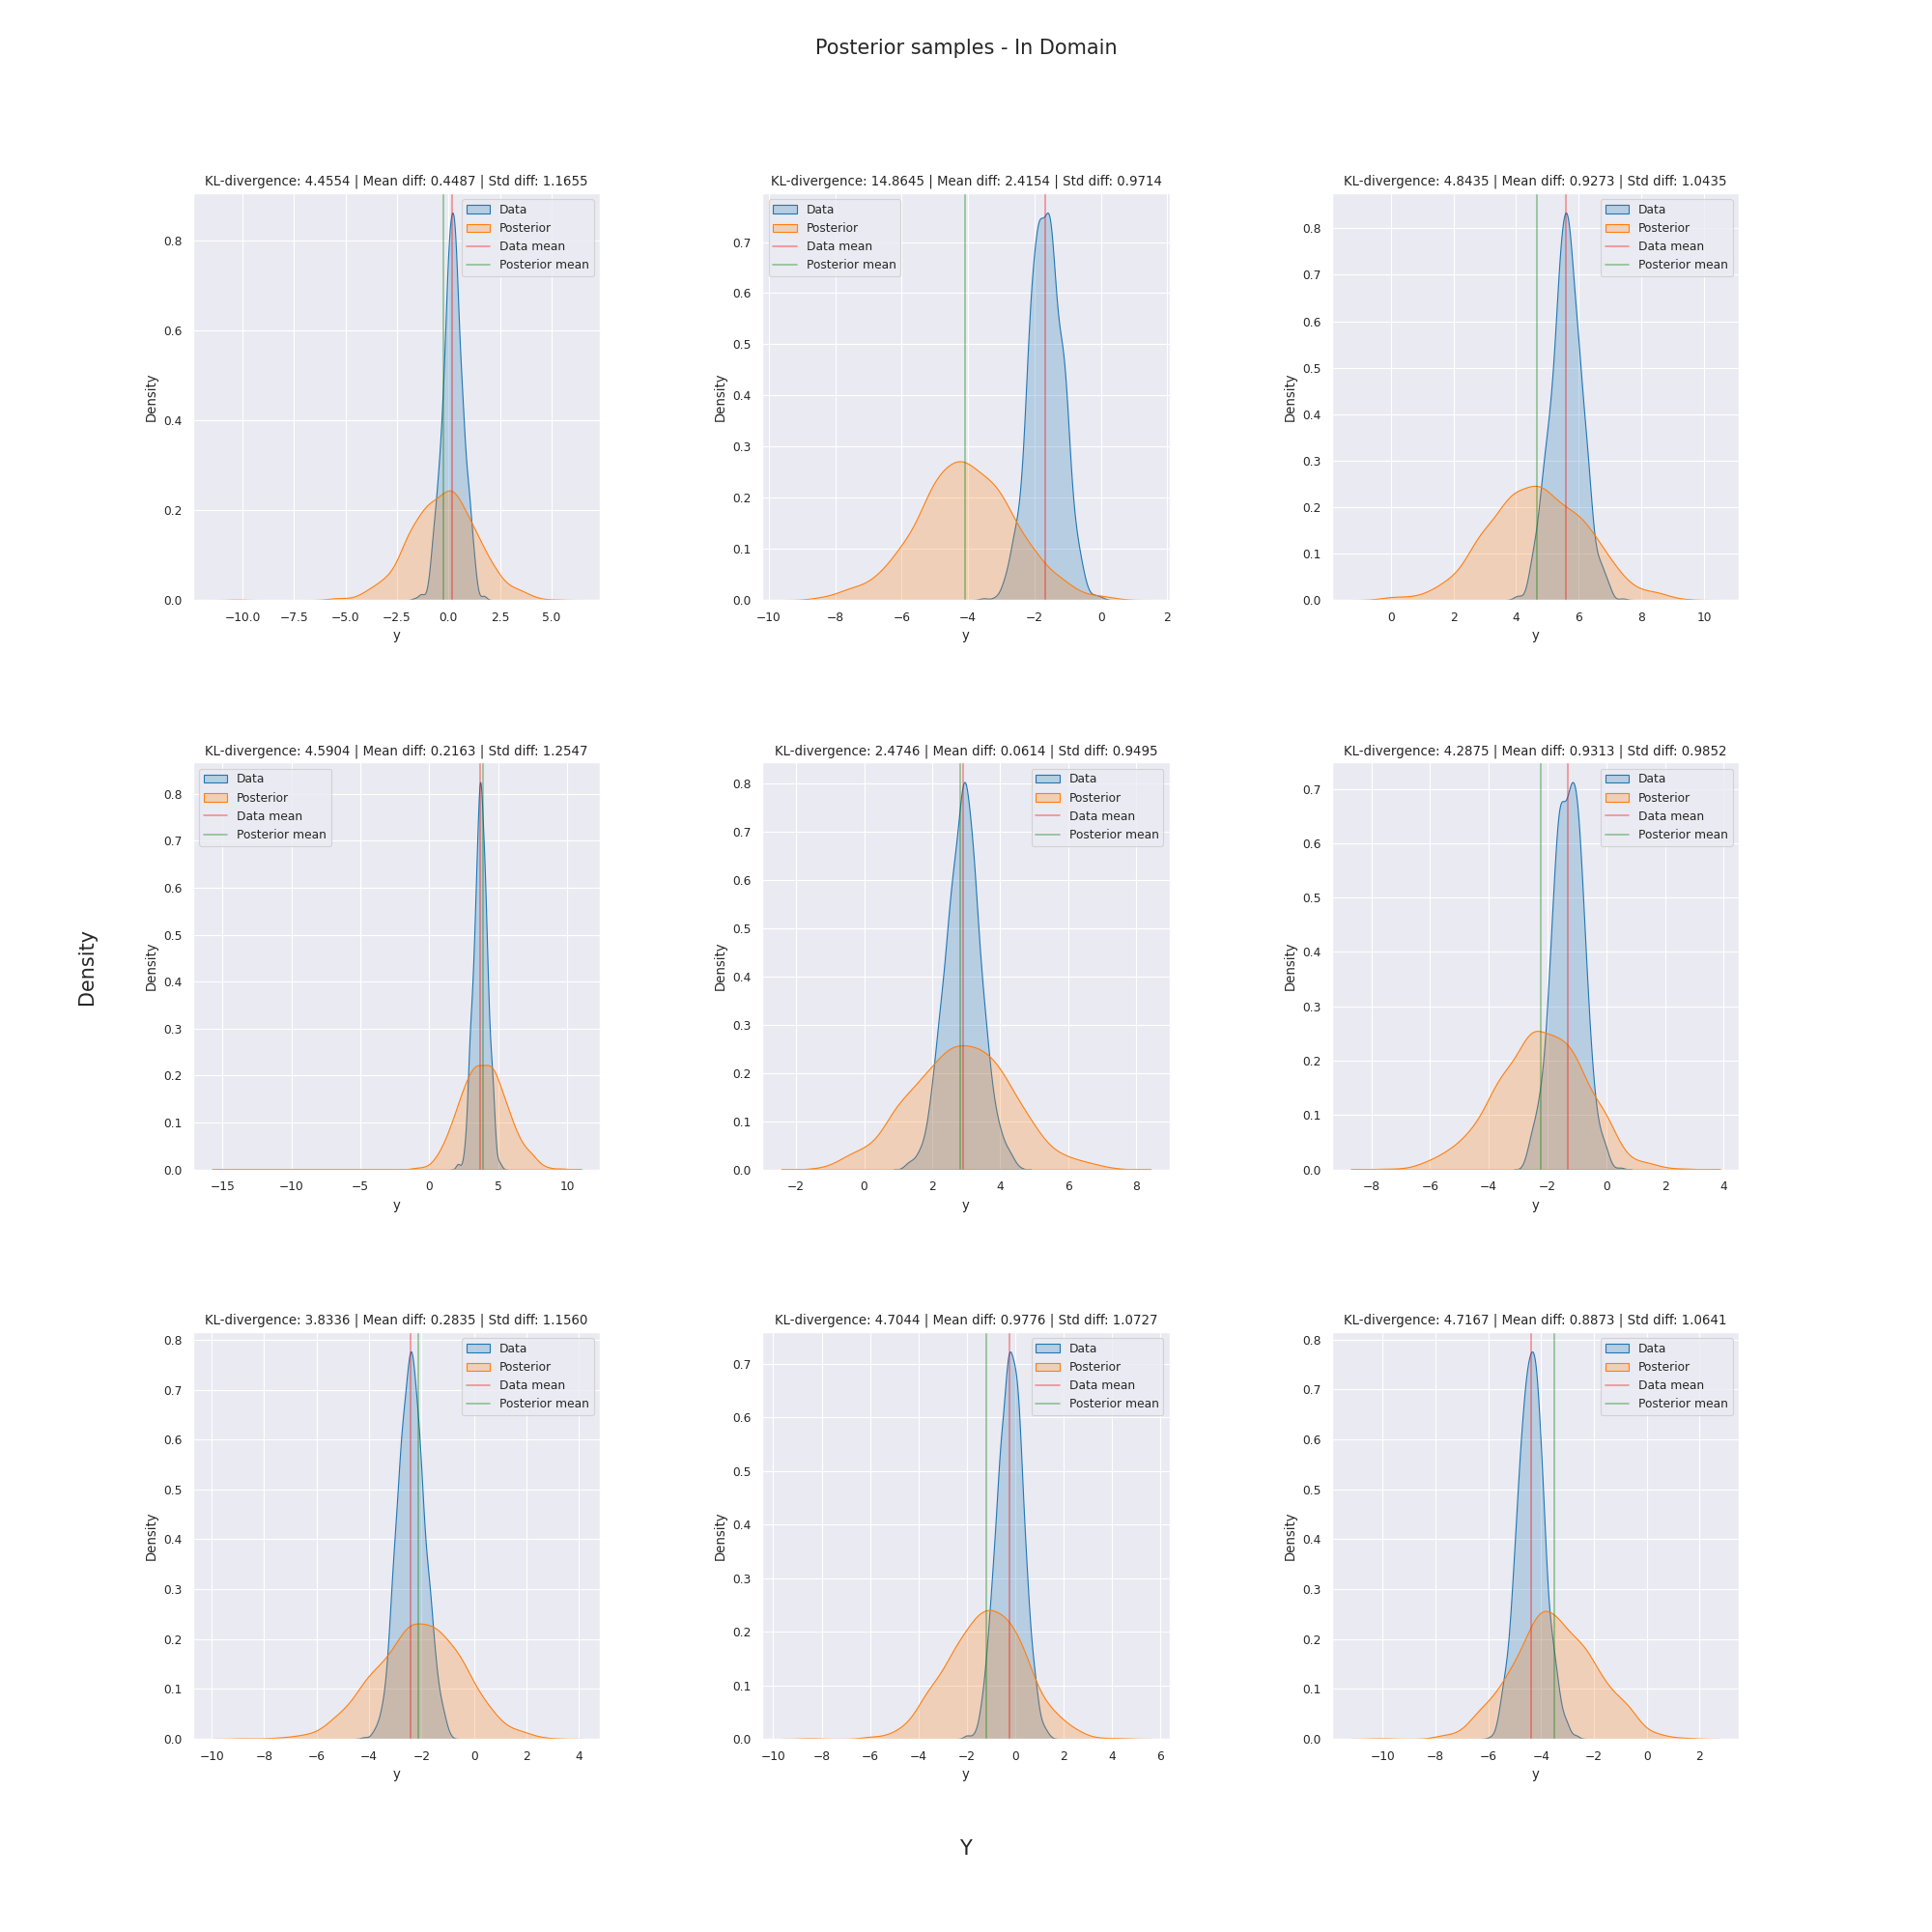 Posterior samples - In Domain
KL-divergence: 4.4554 | Mean diff: 0.4487 | Std diff: 1.1655
Data
Posterior
Data mean
Posterior mean
0.8
0.6
0.4
0.2
0.0
Density
−10.0 −7.5 −5.0 −2.5 0.0 2.5 5.0
y
KL-divergence: 14.8645 | Mean diff: 2.4154 | Std diff: 0.9714
Data
Posterior
Data mean
Posterior mean
0.7
0.6
0.5
0.4
0.3
0.2
0.1
0.0
Density
−10 −8 −6 −4 −2 0 2
y
KL-divergence: 4.8435 | Mean diff: 0.9273 | Std diff: 1.0435
Data
Posterior
Data mean
Posterior mean
0.8
0.7
0.6
0.5
0.4
0.3
0.2
0.1
0.0
Density
0 2 4 6 8 10
y
KL-divergence: 4.5904 | Mean diff: 0.2163 | Std diff: 1.2547
Data
Posterior
Data mean
Posterior mean
0.8
0.7
0.6
0.5
0.4
0.3
0.2
0.1
0.0
Density
−15 −10 −5 0 5 10
y
KL-divergence: 2.4746 | Mean diff: 0.0614 | Std diff: 0.9495
Data
Posterior
Data mean
Posterior mean
0.8
0.7
0.6
0.5
0.4
0.3
0.2
0.1
0.0
Density
−2 0 2 4 6 8
y
KL-divergence: 4.2875 | Mean diff: 0.9313 | Std diff: 0.9852
Data
Posterior
Data mean
Posterior mean
0.7
0.6
0.5
0.4
0.3
0.2
0.1
0.0
Density
−8 −6 −4 −2 0 2 4
y
Density
KL-divergence: 3.8336 | Mean diff: 0.2835 | Std diff: 1.1560
Data
Posterior
Data mean
Posterior mean
0.8
0.7
0.6
0.5
0.4
0.3
0.2
0.1
0.0
Density
−10 −8 −6 −4 −2 0 2 4
y
KL-divergence: 4.7044 | Mean diff: 0.9776 | Std diff: 1.0727
Data
Posterior
Data mean
Posterior mean
0.7
0.6
0.5
0.4
0.3
0.2
0.1
0.0
Density
−10 −8 −6 −4 −2 0 2 4 6
y
KL-divergence: 4.7167 | Mean diff: 0.8873 | Std diff: 1.0641
Data
Posterior
Data mean
Posterior mean
0.8
0.7
0.6
0.5
0.4
0.3
0.2
0.1
0.0
Density
−10 −8 −6 −4 −2 0 2
y
Y